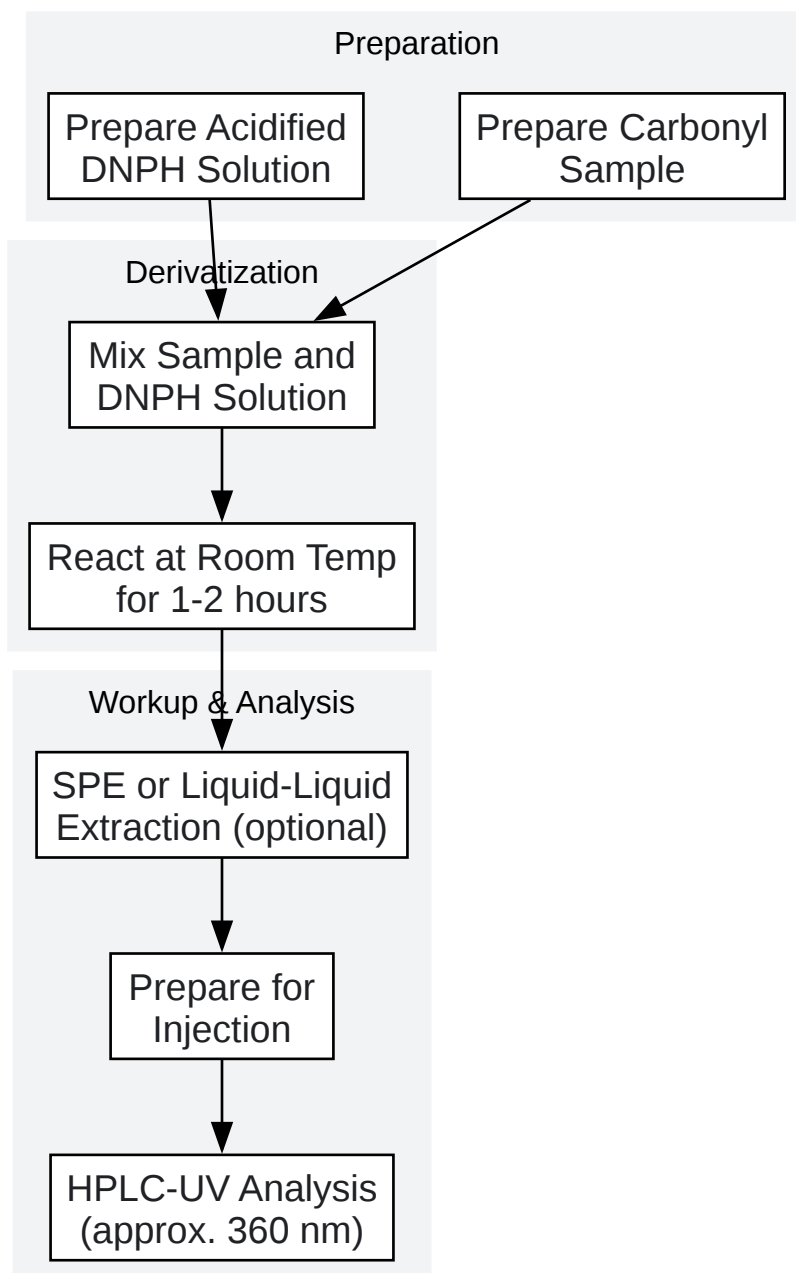 Preparation
Prepare Acidified
DNPH Solution
Prepare Carbonyl
Sample
Derivatization
Mix Sample and
DNPH Solution
React at Room Temp
for 1-2 hours
Workup & Analysis
SPE or Liquid-Liquid
Extraction (optional)
Prepare for
Injection
HPLC-UV Analysis
(approx. 360 nm)